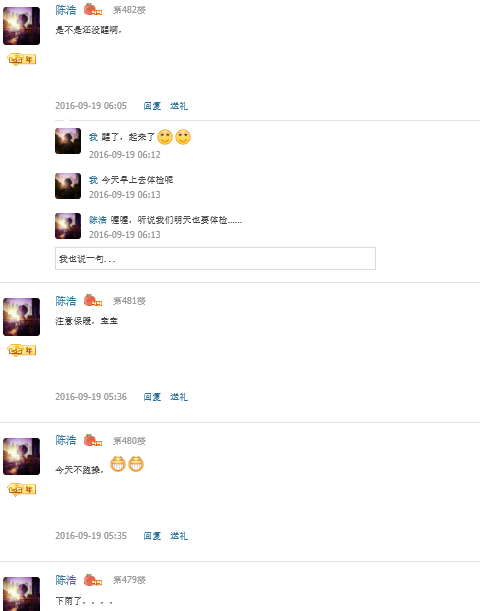 陈浩 第482楼
是不是还没醒啊。
年
2016-09-19 06:05 回复 送礼
我 醒了，起来了
2016-09-19 06:12
我 今天早上去体检呢
2016-09-19 06:13
陈浩 喔喔，听说我们明天也要体检……
2016-09-19 06:13
我也说一句...
陈浩 第481楼
注意保暖。宝宝
年
2016-09-19 05:36 回复 送礼
陈浩 第480楼
今天不跑操。
年
2016-09-19 05:35 回复 送礼
陈浩 第479楼
下雨了。。。。